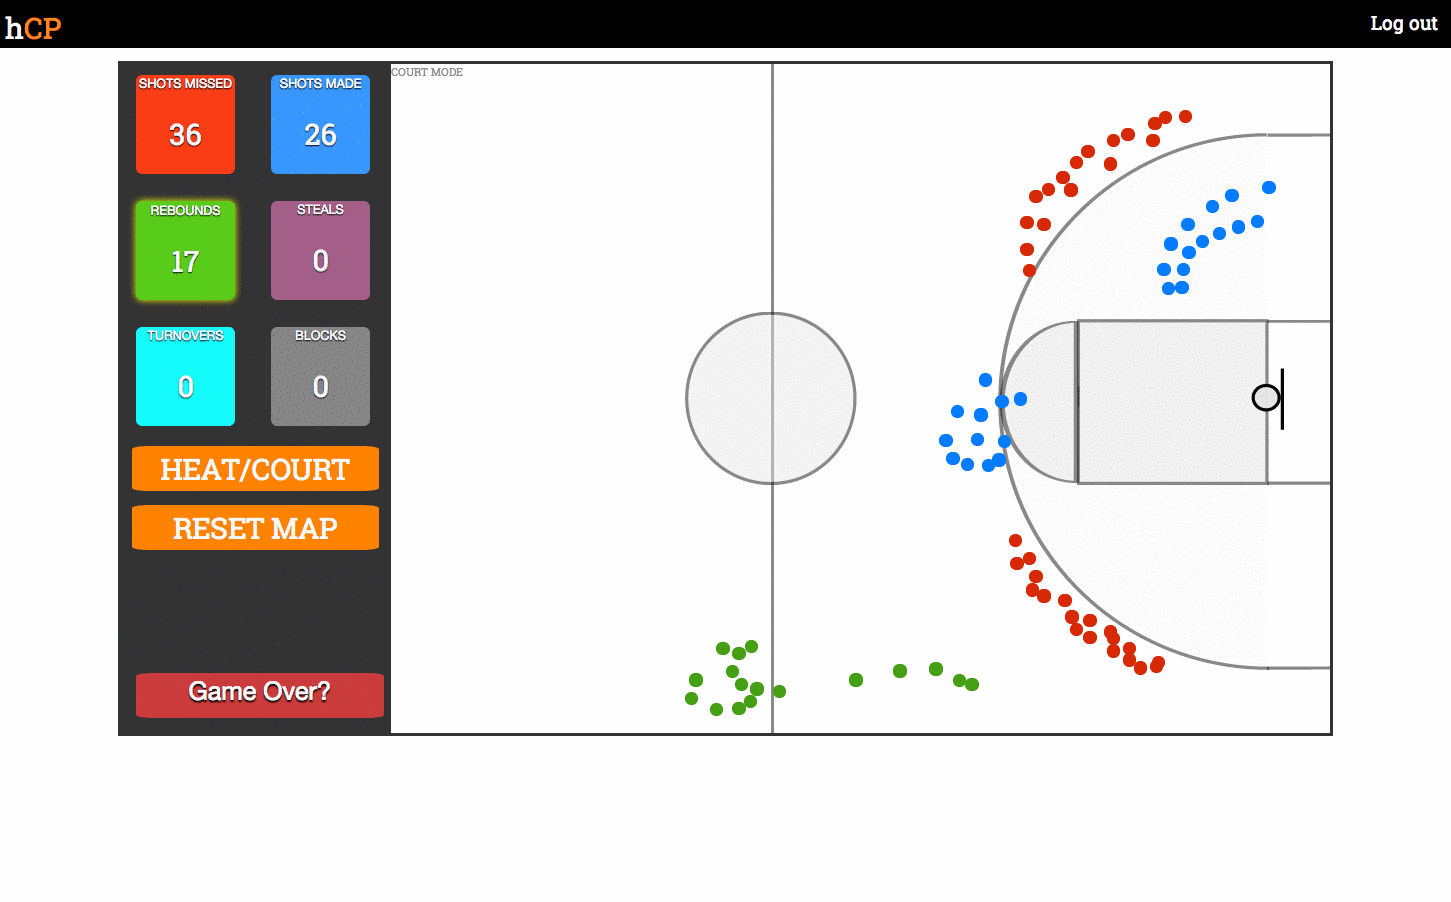 hCP
Log out
COURT MODE
SHOTS MISSED
36
SHOTS MADE
26
REBOUNDS
17
STEALS
0
TURNOVERS
0
BLOCKS
0
HEAT/COURT
RESET MAP
Game Over?